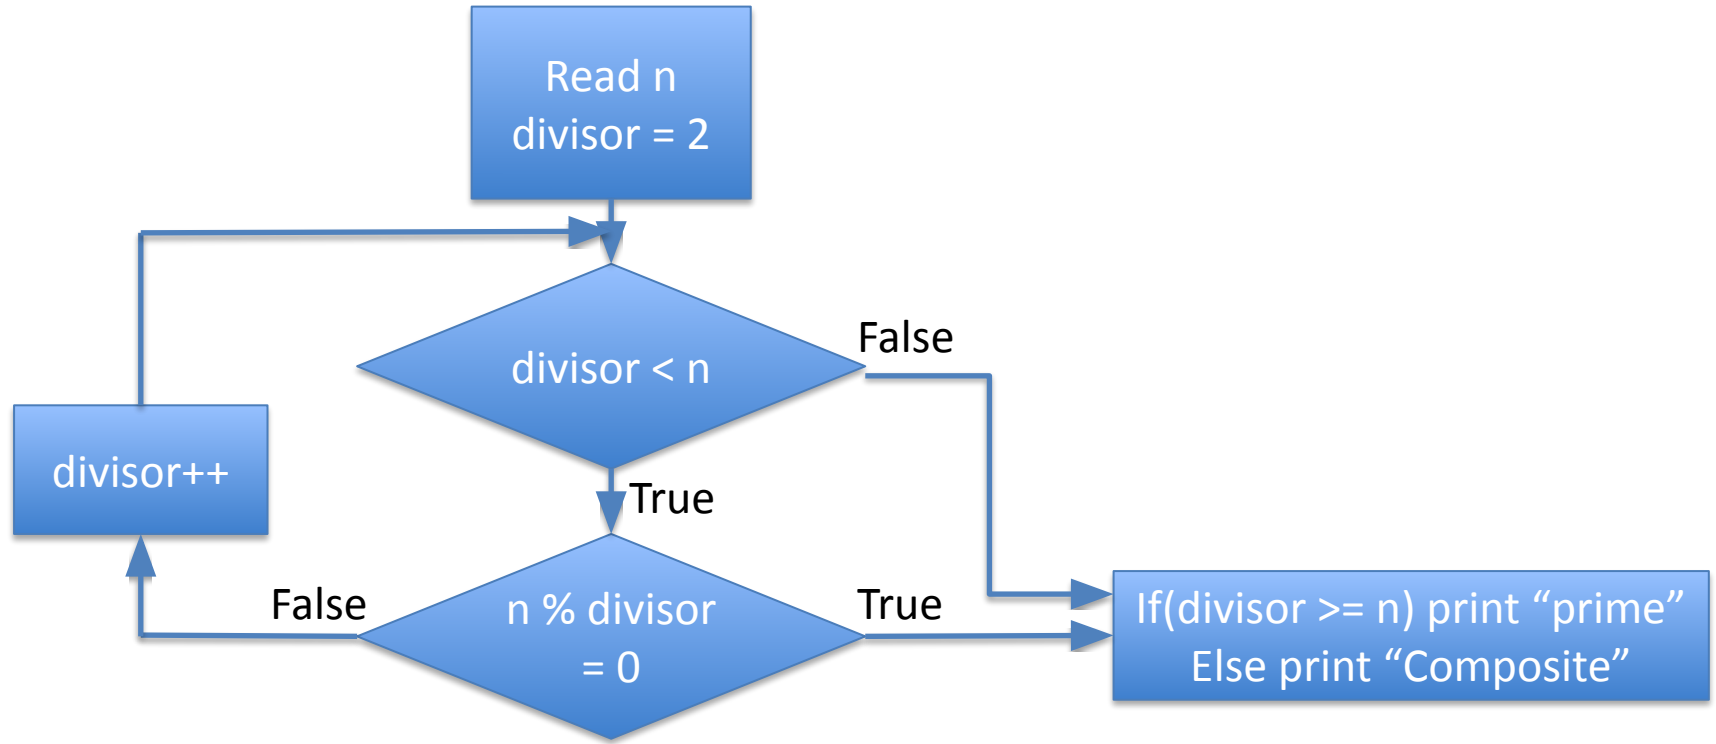 Read n
divisor = 2
divisor < n
False
True
divisor++
n % divisor
= 0
False
True
If(divisor >= n) print “prime”
Else print “Composite”